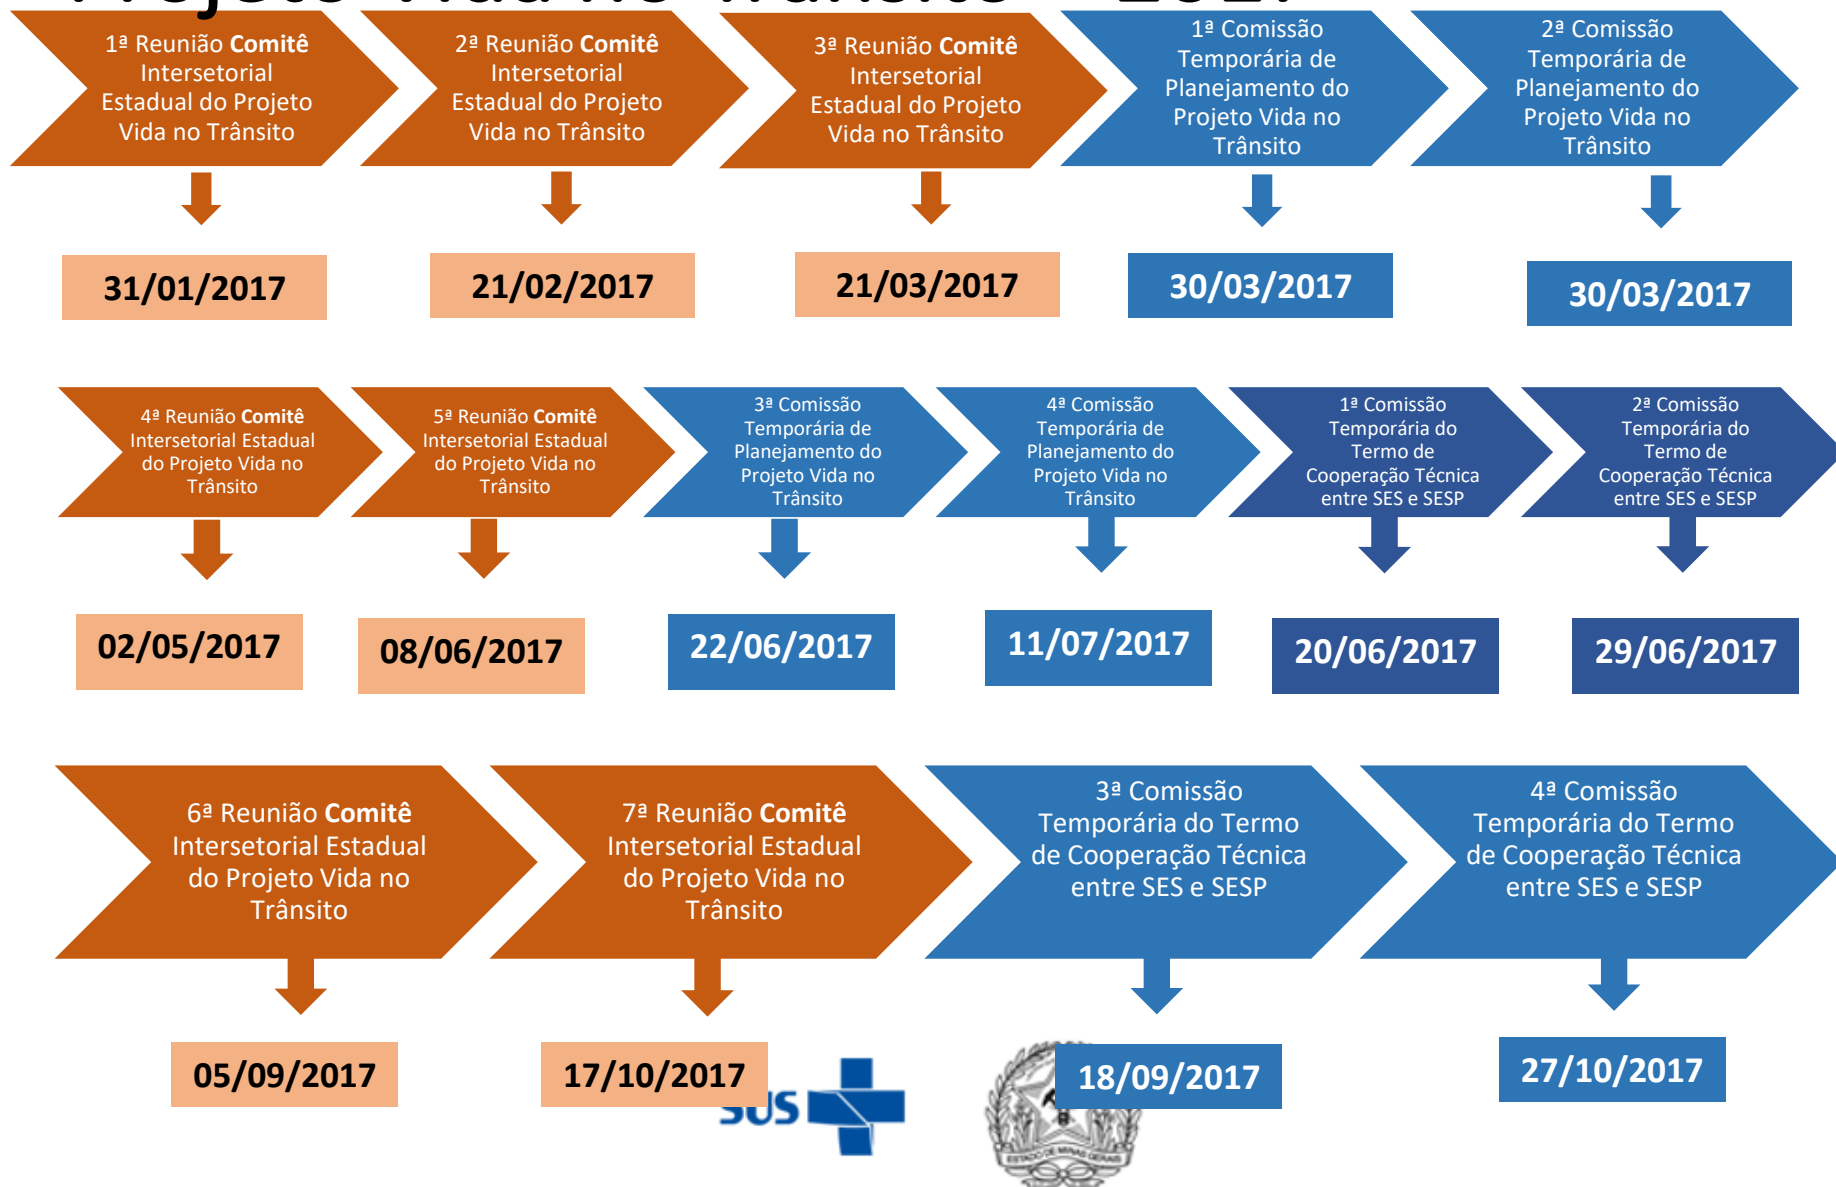 Projeto Vida no Trânsito - 2017
1ª Reunião Comitê
Intersetorial
Estadual do Projeto
Vida no Trânsito
2ª Reunião Comitê
Intersetorial
Estadual do Projeto
Vida no Trânsito
3ª Reunião Comitê
Intersetorial
Estadual do Projeto
Vida no Trânsito
1ª Comissão
Temporária de
Planejamento do
Projeto Vida no
Trânsito
2ª Comissão
Temporária de
Planejamento do
Projeto Vida no
Trânsito
31/01/2017
21/02/2017
21/03/2017
30/03/2017
30/03/2017
4ª Reunião Comitê
Intersetorial Estadual
do Projeto Vida no
Trânsito
5ª Reunião Comitê
Intersetorial Estadual
do Projeto Vida no
Trânsito
3ª Comissão
Temporária de
Planejamento do
Projeto Vida no
Trânsito
4ª Comissão
Temporária de
Planejamento do
Projeto Vida no
Trânsito
1ª Comissão
Temporária do
Termo de
Cooperação Técnica
entre SES e SESP
2ª Comissão
Temporária do
Termo de
Cooperação Técnica
entre SES e SESP
02/05/2017
08/06/2017
22/06/2017
11/07/2017
20/06/2017
29/06/2017
6ª Reunião Comitê
Intersetorial Estadual
do Projeto Vida no
Trânsito
7ª Reunião Comitê
Intersetorial Estadual
do Projeto Vida no
Trânsito
3ª Comissão
Temporária do Termo
de Cooperação Técnica
entre SES e SESP
4ª Comissão
Temporária do Termo
de Cooperação Técnica
entre SES e SESP
05/09/2017
17/10/2017
18/09/2017
27/10/2017
SUS
ESTADO DE MINAS GERAIS